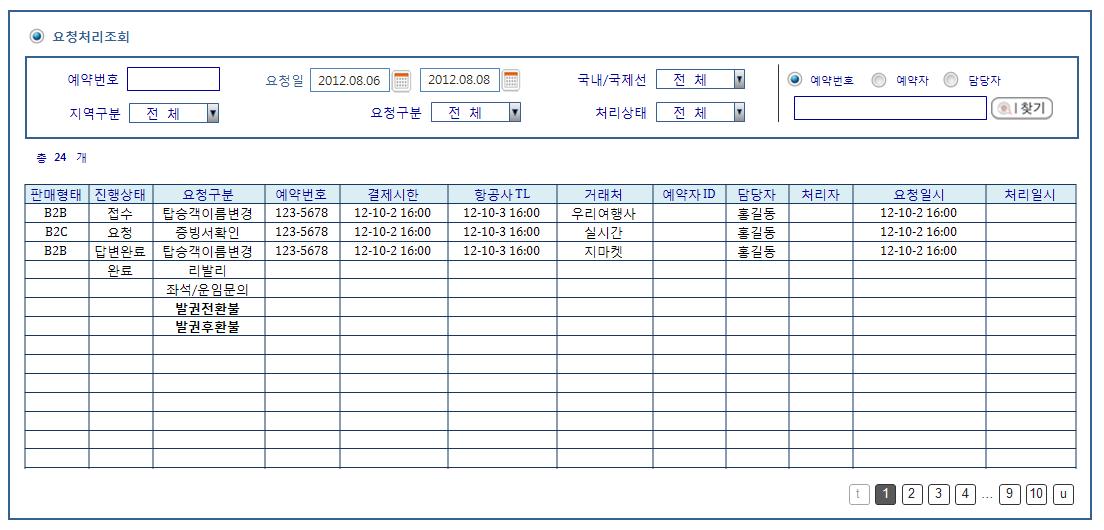 요청처리조회
예약번호 요청일 2012.08.06 2012.08.08 국내/국제선 전 체 예약번호 예약자 담당자
지역구분 전 체 요청구분 전 체 처리상태 전 체 찾기
총 24 개
판매형태 진행상태 요청구분 예약번호 결제시한 항공사 TL 거래처 예약자 ID 담당자 처리자 요청일시 처리일시
B2B 접수 탑승객이름변경 123-5678 12-10-2 16:00 12-10-3 16:00 우리여행사 홍길동 12-10-2 16:00
B2C 요청 증빙서확인 123-5678 12-10-2 16:00 12-10-3 16:00 실시간 홍길동 12-10-2 16:00
B2B 답변완료 탑승객이름변경 123-5678 12-10-2 16:00 12-10-3 16:00 지마켓 홍길동 12-10-2 16:00
완료 리발리
좌석/운임문의
발권전환불
발권후환불
t 1 2 3 4 ... 9 10 u